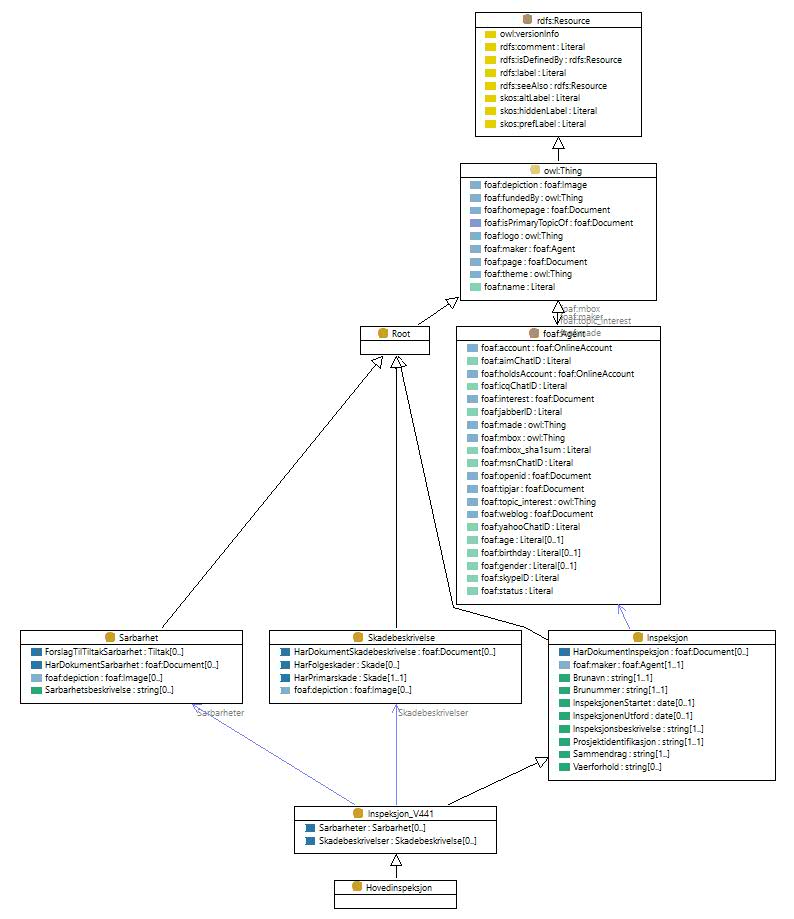 rdfs:Resource
owl:versionInfo
rdfs:comment : Literal
rdfs:isDefinedBy : rdfs:Resource
rdfs:label : Literal
rdfs:seeAlso : rdfs:Resource
skos:altLabel : Literal
skos:hiddenLabel : Literal
skos:prefLabel : Literal
owl:Thing
foaf:depiction : foaf:Image
foaf:fundedBy : owl:Thing
foaf:homepage : foaf:Document
foaf:isPrimaryTopicOf : foaf:Document
foaf:logo : owl:Thing
foaf:maker : foaf:Agent
foaf:page : foaf:Document
foaf:theme : owl:Thing
foaf:name : Literal
foaf:mbox
foaf:maker
foaf:topic_interest
foaf:made
Root
foaf:Agent
foaf:account : foaf:OnlineAccount
foaf:aimChatID : Literal
foaf:holdsAccount : foaf:OnlineAccount
foaf:icqChatID : Literal
foaf:interest : foaf:Document
foaf:jabberID : Literal
foaf:made : owl:Thing
foaf:mbox : owl:Thing
foaf:mbox_sha1sum : Literal
foaf:msnChatID : Literal
foaf:openid : foaf:Document
foaf:tipjar : foaf:Document
foaf:topic_interest : owl:Thing
foaf:weblog : foaf:Document
foaf:yahooChatID : Literal
foaf:age : Literal[0..1]
foaf:birthday : Literal[0..1]
foaf:gender : Literal[0..1]
foaf:skypeID : Literal
foaf:status : Literal
Sarbarhet
ForslagTilTiltakSarbarhet : Tiltak[0..]
HarDokumentSarbarhet : foaf:Document[0..]
foaf:depiction : foaf:Image[0..]
Sarbarhetsbeskrivelse : string[0..]
Skadebeskrivelse
HarDokumentSkadebeskrivelse : foaf:Document[0..]
HarFolgeskader : Skade[0..]
HarPrimarskade : Skade[1..1]
foaf:depiction : foaf:Image[0..]
Inspeksjon
HarDokumentInspeksjon : foaf:Document[0..]
foaf:maker : foaf:Agent[1..1]
Brunavn : string[1..1]
Brunummer : string[1..1]
InspeksjonenStartet : date[0..1]
InspeksjonenUtford : date[0..1]
Inspeksjonsbeskrivelse : string[1..]
Prosjektidentifikasjon : string[1..1]
Sammendrag : string[1..]
Vaerforhold : string[0..]
Sarbarheter
Skadebeskrivelser
Inspeksjon_V441
Sarbarheter : Sarbarhet[0..]
Skadebeskrivelser : Skadebeskrivelse[0..]
Hovedinspeksjon